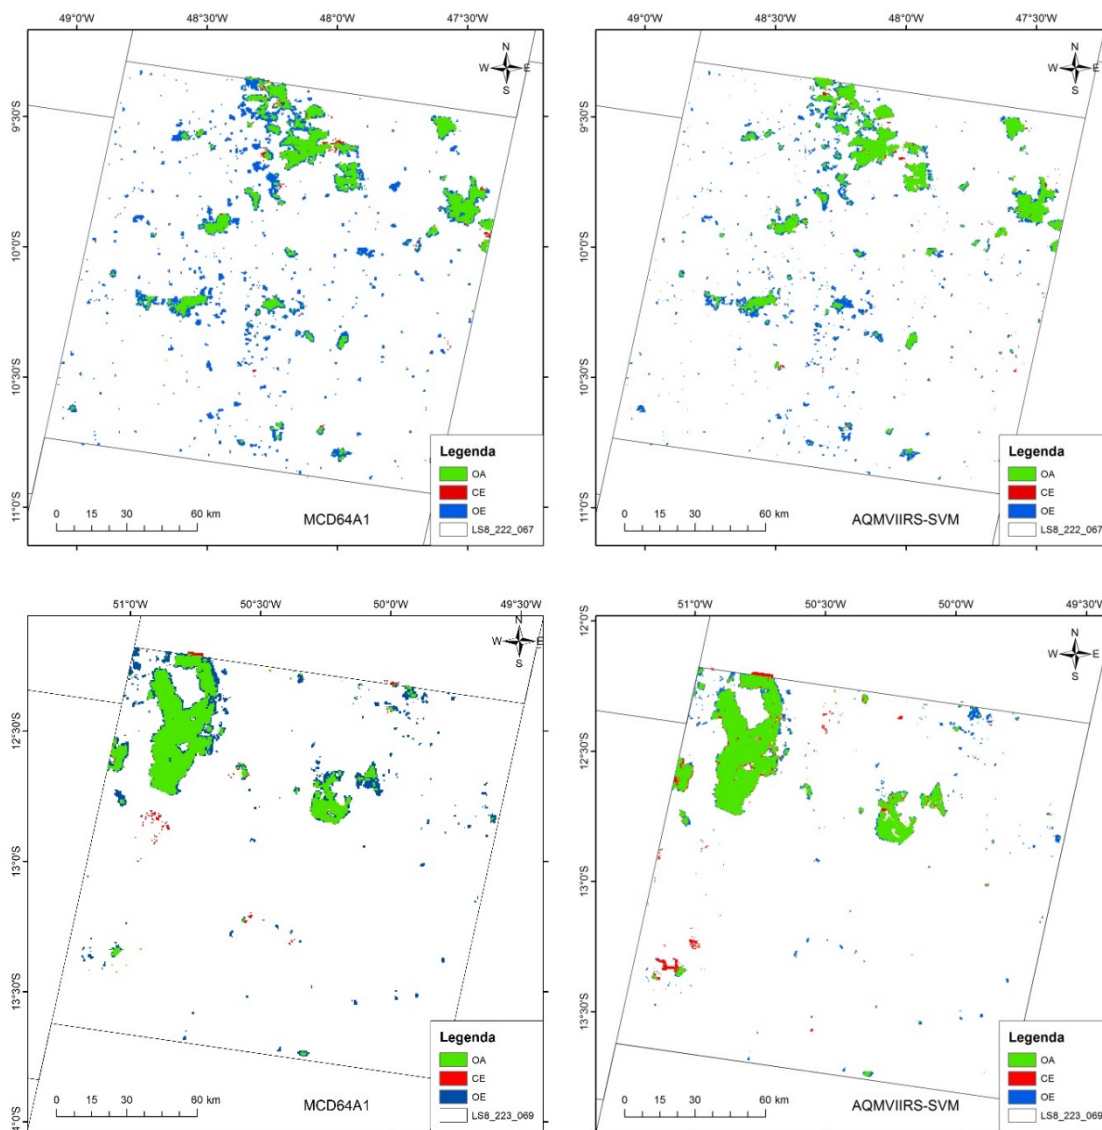 49°0'W 48°30'W 48°0'W 47°30'W
N
W E
S
9°30'S
10°0'S
10°30'S
11°0'S
Legenda
OA
CE
OE
LS8_222_067
0 15 30 60 km
MCD64A1
49°0'W 48°30'W 48°0'W 47°30'W
N
W E
S
9°30'S
10°0'S
10°30'S
11°0'S
Legenda
OA
CE
OE
LS8_222_067
0 15 30 60 km
AQMVIIRS-SVM
51°0'W 50°30'W 50°0'W 49°30'W
N
W E
S
12°30'S
13°0'S
13°30'S
4°0'S
Legenda
OA
CE
OE
LS8_223_069
0 15 30 60 km
MCD64A1
51°0'W 50°30'W 50°0'W 49°30'W
N
W E
S
12°0'S
12°30'S
13°0'S
13°30'S
Legenda
OA
CE
OE
LS8_223_069
0 15 30 60 km
AQMVIIRS-SVM